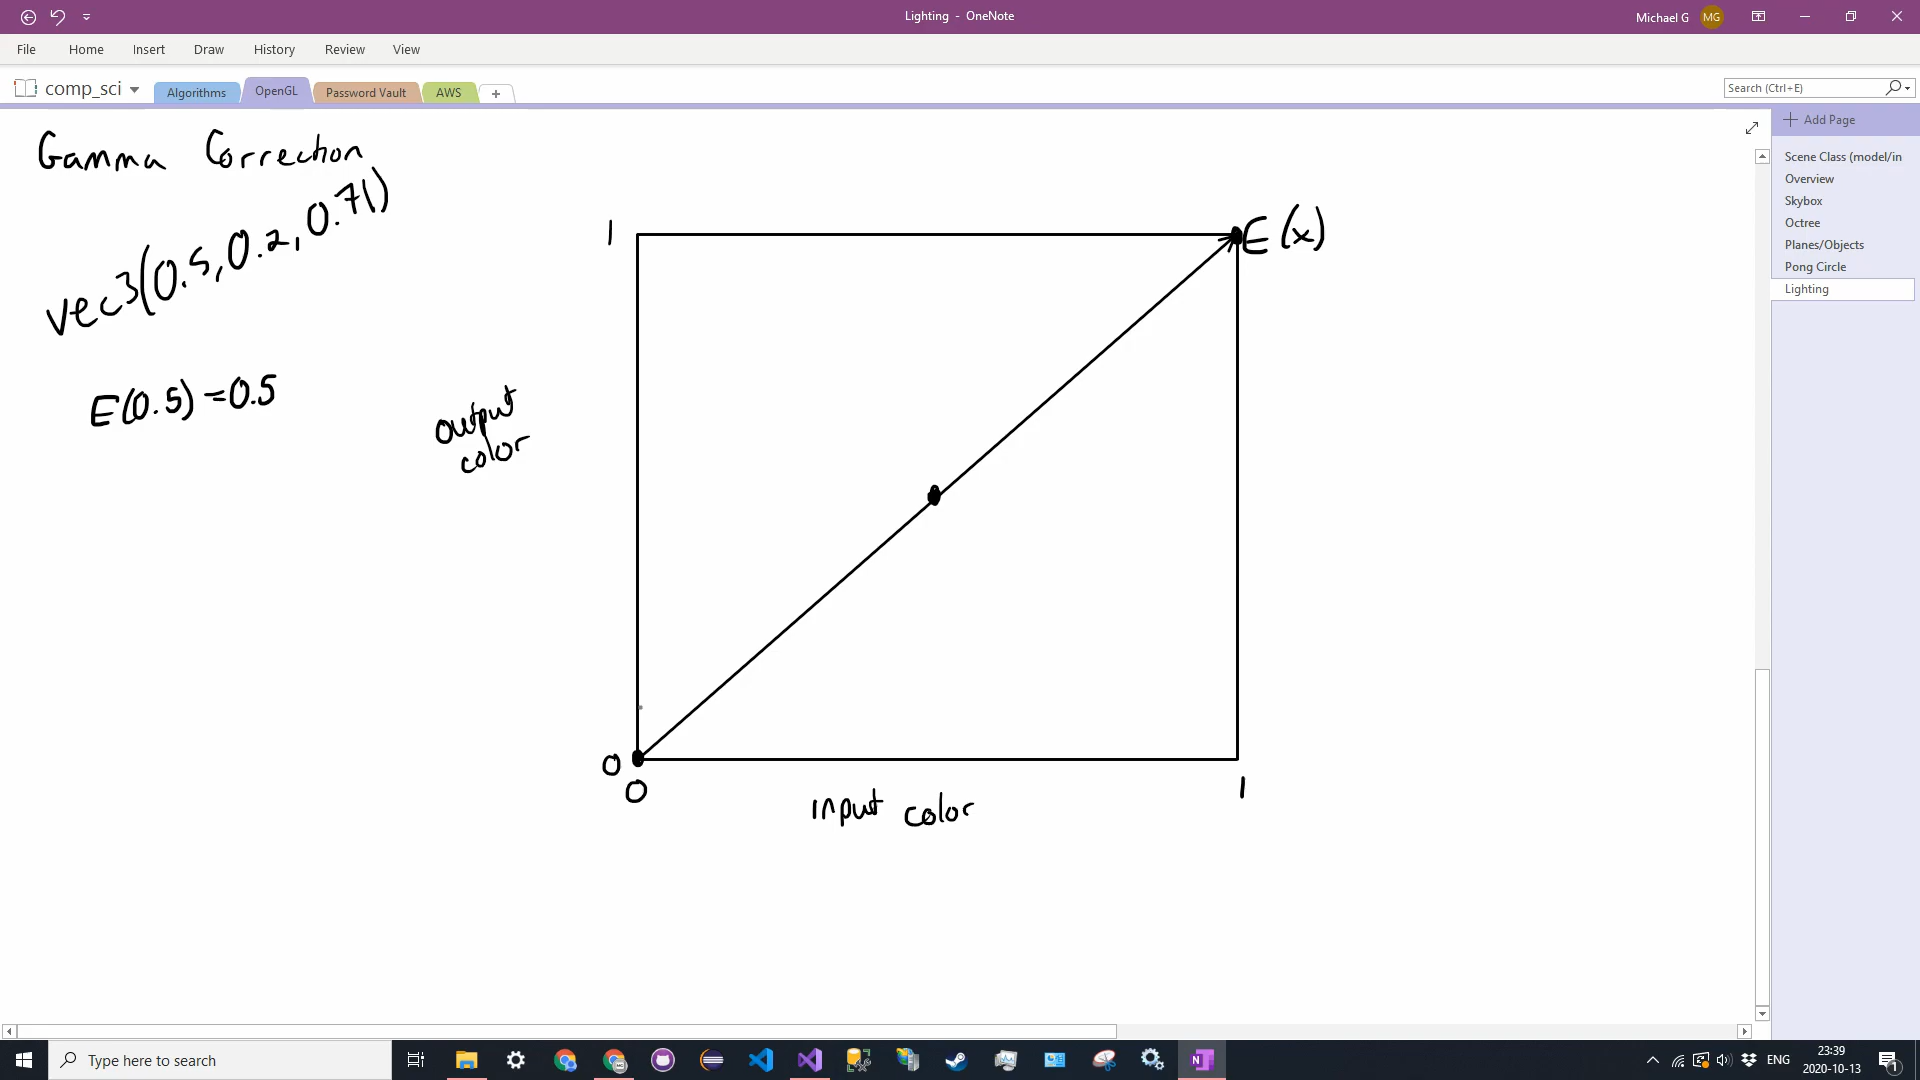 Lighting - OneNote
Michael G
MG
File Home Insert Draw History Review View
comp_sci
Algorithms
OpenGL
Password Vault
AWS
Search (Ctrl+E)
Add Page
Scene Class (model/in
Overview
Skybox
Octree
Planes/Objects
Pong Circle
Lighting
Gamma Correction
vec3(0.5, 0.2, 0.71)
E(0.5) = 0.5
output
color
1
E(x)
0
0
1
input color
Type here to search
ENG
23:39
2020-10-13
1